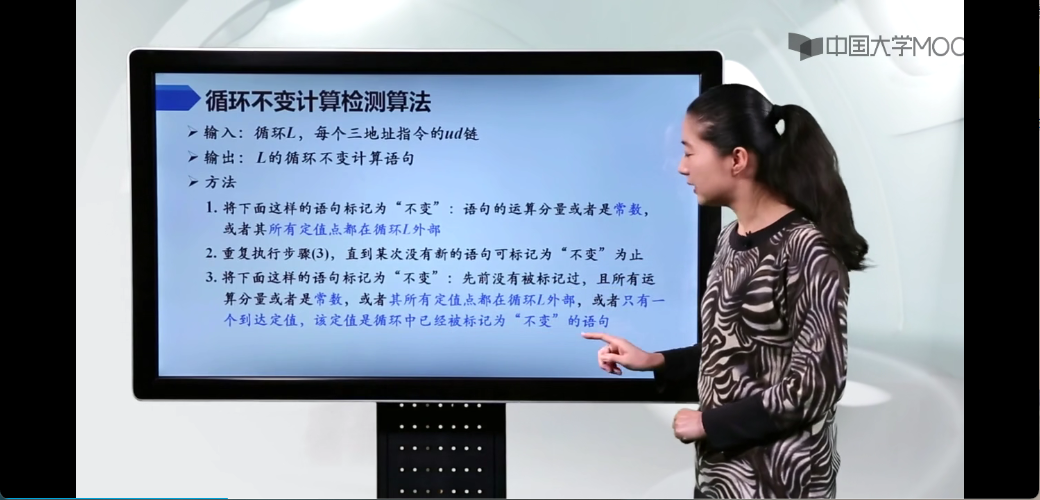 中国大学MOO
循环不变计算检测算法
➢ 输入：循环L，每个三地址指令的ud链
➢ 输出：L的循环不变计算语句
➢ 方法
1. 将下面这样的语句标记为“不变”：语句的运算分量或者是常数，
或者其所有定值点都在循环L外部
2. 重复执行步骤(3)，直到某次没有新的语句可标记为“不变”为止
3. 将下面这样的语句标记为“不变”：先前没有被标记过，且所有运
算分量或者是常数，或者其所有定值点都在循环L外部，或者只有一
个到达定值，该定值是循环中已经被标记为“不变”的语句